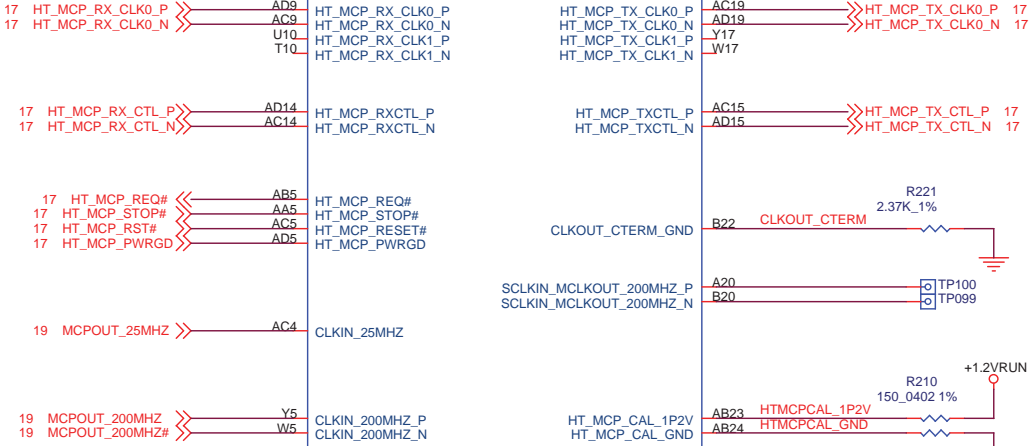 17 HT_MCP_RX_CLK0_P AD9 HT_MCP_RX_CLK0_P
17 HT_MCP_RX_CLK0_N AC9 HT_MCP_RX_CLK0_N
U10 HT_MCP_RX_CLK1_P
T10 HT_MCP_RX_CLK1_N
HT_MCP_TX_CLK0_P AC19 HT_MCP_TX_CLK0_P 17
HT_MCP_TX_CLK0_N AD19 HT_MCP_TX_CLK0_N 17
HT_MCP_TX_CLK1_P Y17
HT_MCP_TX_CLK1_N W17
17 HT_MCP_RX_CTL_P AD14 HT_MCP_RXCTL_P
17 HT_MCP_RX_CTL_N AC14 HT_MCP_RXCTL_N
HT_MCP_TXCTL_P AC15 HT_MCP_TX_CTL_P 17
HT_MCP_TXCTL_N AD15 HT_MCP_TX_CTL_N 17
17 HT_MCP_REQ# AB5 HT_MCP_REQ#
17 HT_MCP_STOP# AA5 HT_MCP_STOP#
17 HT_MCP_RST# AC5 HT_MCP_RESET#
17 HT_MCP_PWRGD AD5 HT_MCP_PWRGD
R221
2.37K_1%
CLKOUT_CTERM_GND B22 CLKOUT_CTERM
SCLKIN_MCLKOUT_200MHZ_P A20 TP100
SCLKIN_MCLKOUT_200MHZ_N B20 TP099
19 MCPOUT_25MHZ AC4 CLKIN_25MHZ
+1.2VRUN
R210
150_0402 1%
19 MCPOUT_200MHZ Y5 CLKIN_200MHZ_P
19 MCPOUT_200MHZ# W5 CLKIN_200MHZ_N
HT_MCP_CAL_1P2V AB23 HTMCPCAL_1P2V
HT_MCP_CAL_GND AB24 HTMCPCAL_GND